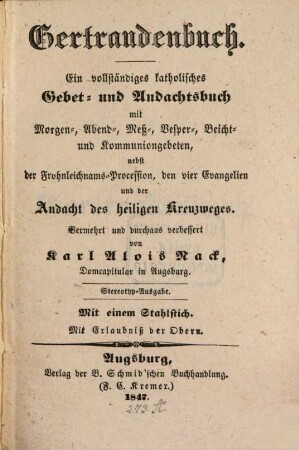 Gertraudenbuch.
Ein vollständiges katholisches
Gebet- und Andachtsbuch
mit
Morgen-, Abend-, Meß-, Vesper-, Beicht-
und Kommuniongebeten,
nebst
der Frohnleichnams-Procession, den vier Evangelien
und der
Andacht des heiligen Kreuzweges.
Vermehrt und durchaus verbessert
von
Karl Alois Nack,
Domcapitular in Augsburg.
Stereotyp-Ausgabe.
Mit einem Stahlstich.
Mit Erlaubniß der Obern.
Augsburg,
Verlag der B. Schmid'schen Buchhandlung.
(F. C. Kremer.)
1847.